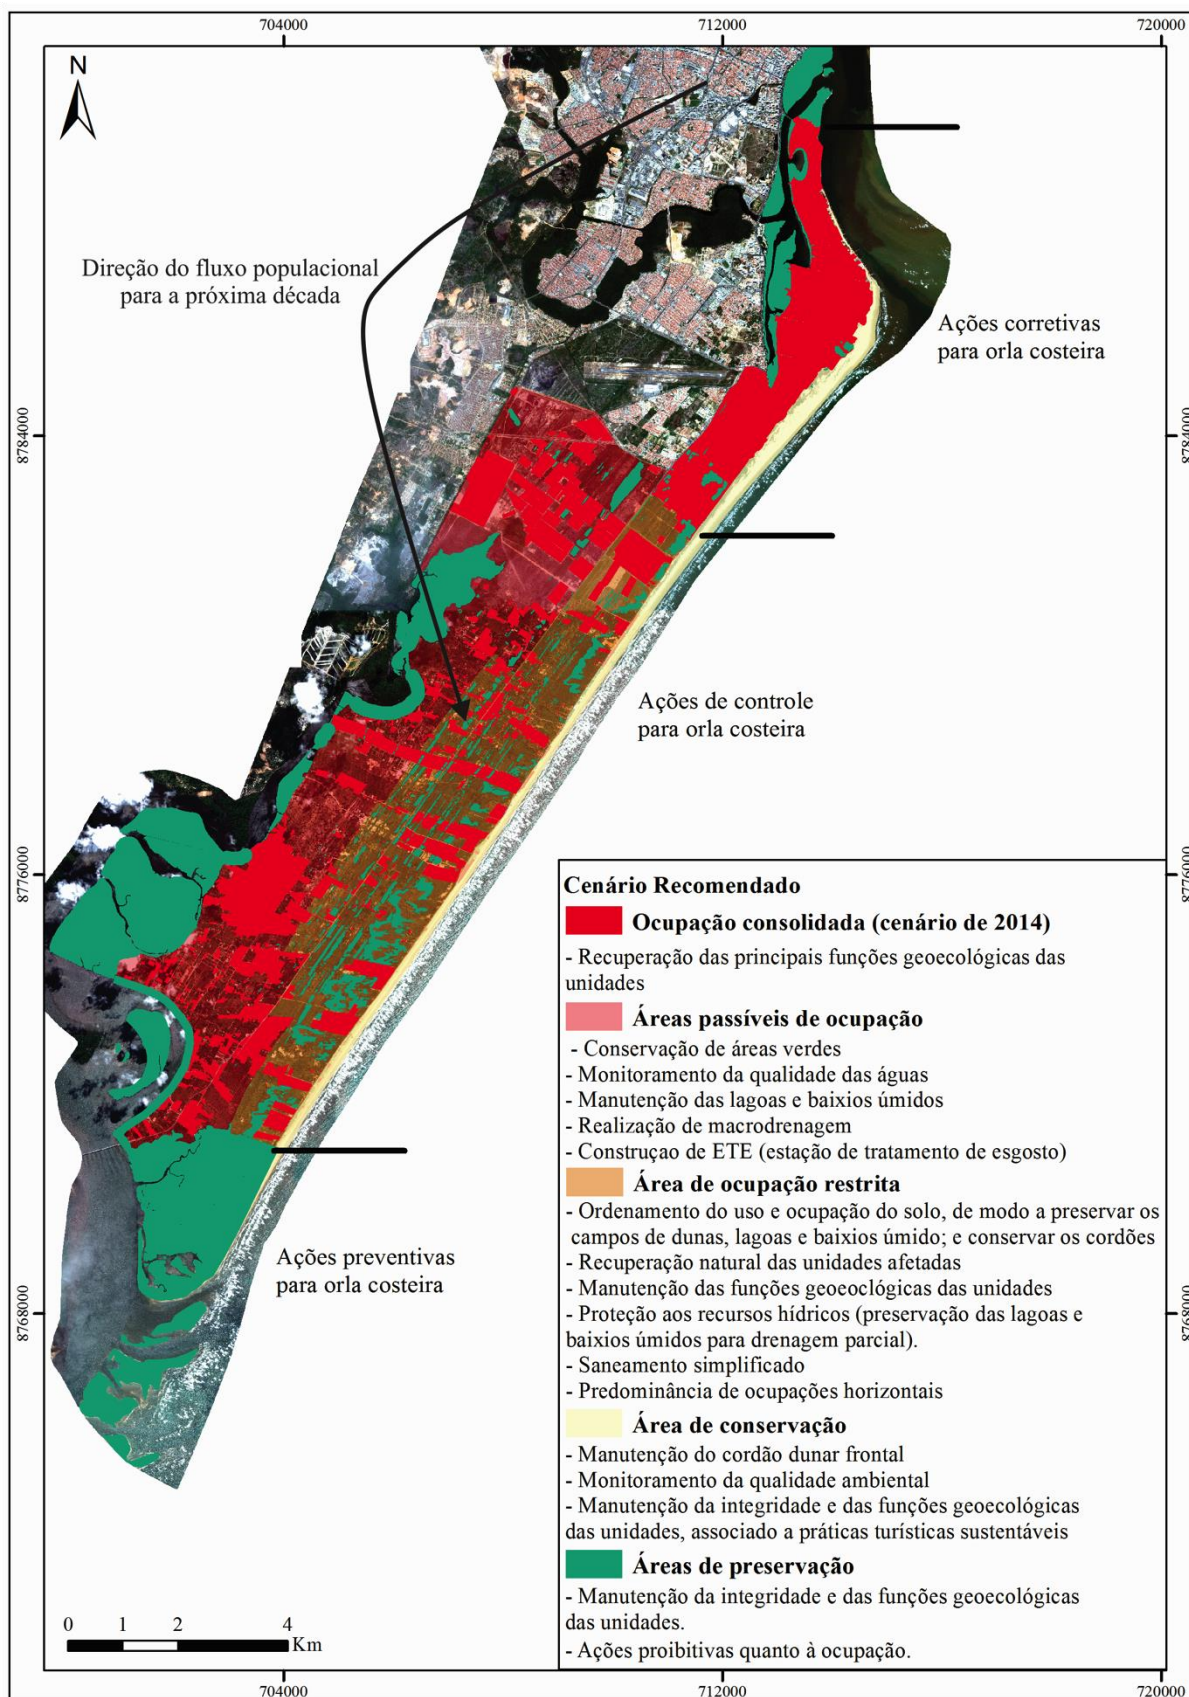 704000
712000
720000
N
Direção do fluxo populacional
para a próxima década
Ações corretivas
para orla costeira
8784000
8784000
Ações de controle
para orla costeira
8776000
8776000
Cenário Recomendado
Ocupação consolidada (cenário de 2014)
- Recuperação das principais funções geoecológicas das
unidades
Áreas passíveis de ocupação
- Conservação de áreas verdes
- Monitoramento da qualidade das águas
- Manutenção das lagoas e baixios úmidos
- Realização de macrodrenagem
- Construçao de ETE (estação de tratamento de esgosto)
Área de ocupação restrita
- Ordenamento do uso e ocupação do solo, de modo a preservar os
campos de dunas, lagoas e baixios úmido; e conservar os cordões
- Recuperação natural das unidades afetadas
- Manutenção das funções geoeoclógicas das unidades
- Proteção aos recursos hídricos (preservação das lagoas e
baixios úmidos para drenagem parcial).
- Saneamento simplificado
- Predominância de ocupações horizontais
Área de conservação
- Manutenção do cordão dunar frontal
- Monitoramento da qualidade ambiental
- Manutenção da integridade e das funções geoecológicas
das unidades, associado a práticas turísticas sustentáveis
Áreas de preservação
- Manutenção da integridade e das funções geoecológicas
das unidades.
- Ações proibitivas quanto à ocupação.
Ações preventivas
para orla costeira
8768000
8768000
0 1 2 4
Km
704000
712000
720000